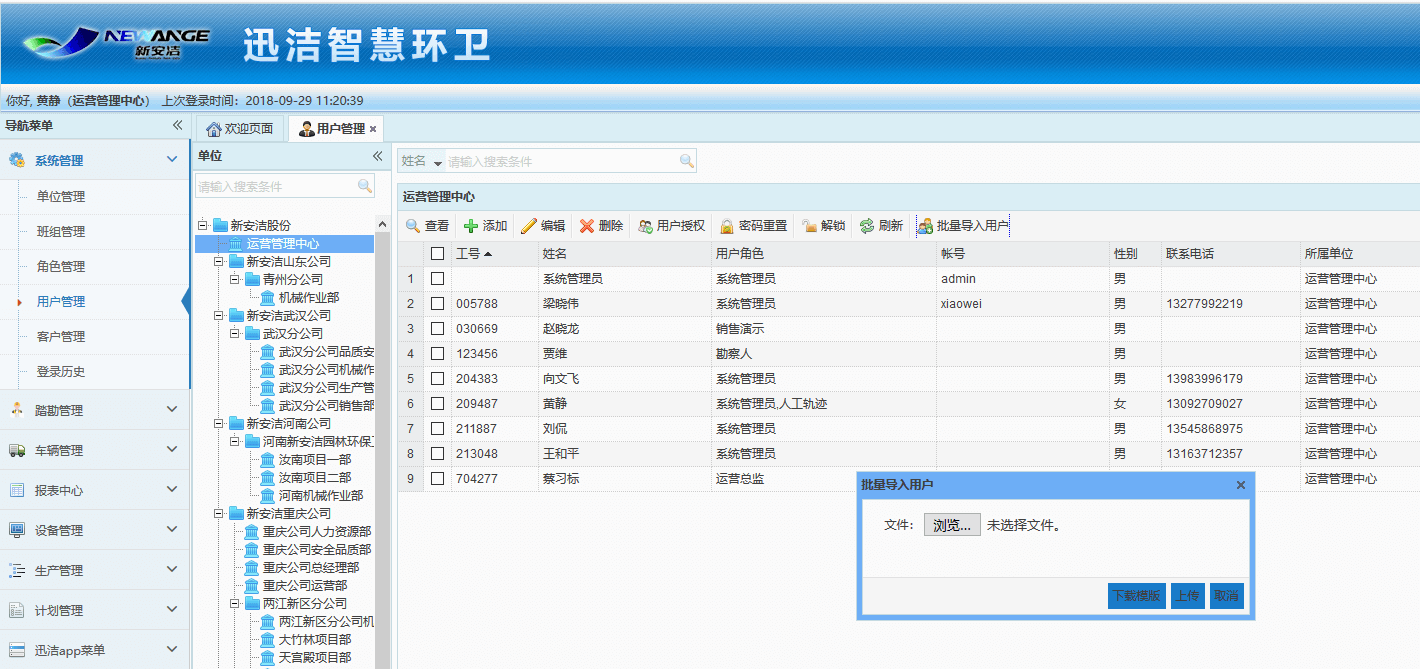 NEWANGE
新安洁
迅洁智慧环卫
你好, 黄静（运营管理中心） 上次登录时间：2018-09-29 11:20:39
导航菜单
系统管理
单位管理
班组管理
角色管理
用户管理
客户管理
登录历史
踏勘管理
车辆管理
报表中心
设备管理
生产管理
计划管理
迅洁app菜单
欢迎页面 用户管理
单位
请输入搜索条件
新安洁股份
运营管理中心
新安洁山东公司
青州分公司
机械作业部
新安洁武汉公司
武汉分公司
武汉分公司品质安
武汉分公司机械作
武汉分公司生产管
武汉分公司销售部
新安洁河南公司
河南新安洁园林环保工
汝南项目一部
汝南项目二部
河南机械作业部
新安洁重庆公司
重庆公司人力资源部
重庆公司安全品质部
重庆公司总经理部
重庆公司运营部
两江新区分公司
两江新区分公司机
大竹林项目部
天宫殿项目部
姓名 请输入搜索条件
运营管理中心
查看 添加 编辑 删除 用户授权 密码重置 解锁 刷新 批量导入用户
工号 姓名 用户角色 帐号 性别 联系电话 所属单位
1 系统管理员 系统管理员 admin 男 运营管理中心
2 005788 梁晓伟 系统管理员 xiaowei 男 13277992219 运营管理中心
3 030669 赵晓龙 销售演示 男 运营管理中心
4 123456 贾维 勘察人 男 运营管理中心
5 204383 向文飞 系统管理员 男 13983996179 运营管理中心
6 209487 黄静 系统管理员,人工轨迹 女 13092709027 运营管理中心
7 211887 刘侃 系统管理员 男 13545868975 运营管理中心
8 213048 王和平 系统管理员 男 13163712357 运营管理中心
9 704277 蔡习标 运营总监 运营管理中心
批量导入用户
文件: 浏览... 未选择文件。
下载模版 上传 取消